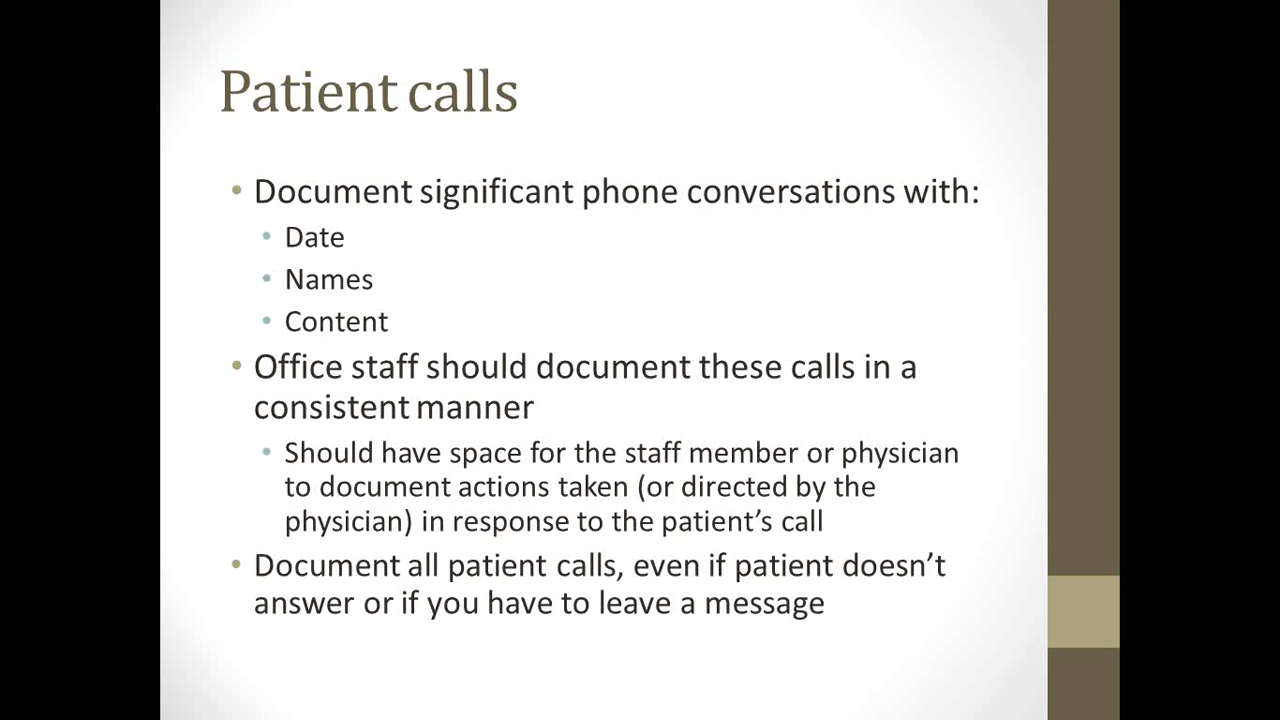 Patient calls
• Document significant phone conversations with:
• Date
• Names
• Content
• Office staff should document these calls in a
consistent manner
• Should have space for the staff member or physician
to document actions taken (or directed by the
physician) in response to the patient’s call
• Document all patient calls, even if patient doesn’t
answer or if you have to leave a message